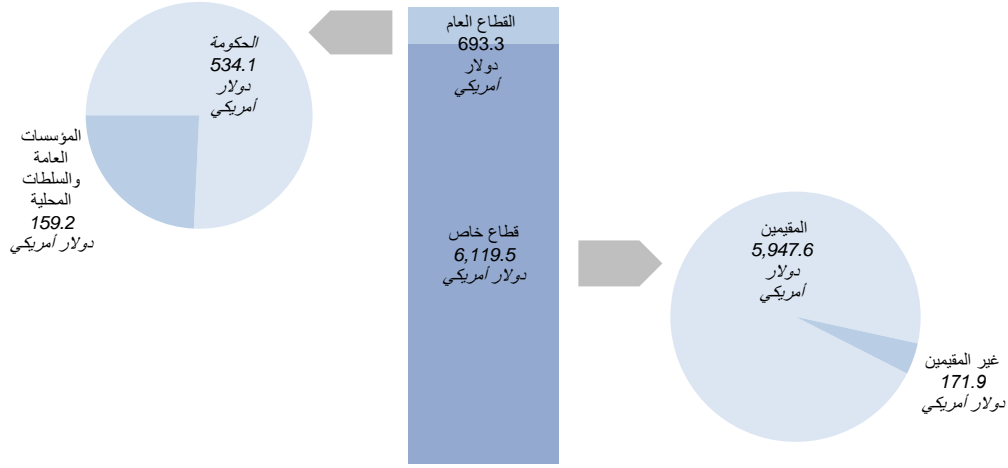 القطاع العام
693.3
دولار
أمريكي
الحكومة
534.1
دولار
أمريكي
المؤسسات
العامة
والسلطات
المحلية
159.2
دولار أمريكي
قطاع خاص
6,119.5
دولار أمريكي
المقيمين
5,947.6
دولار
أمريكي
غير المقيمين
171.9
دولار أمريكي